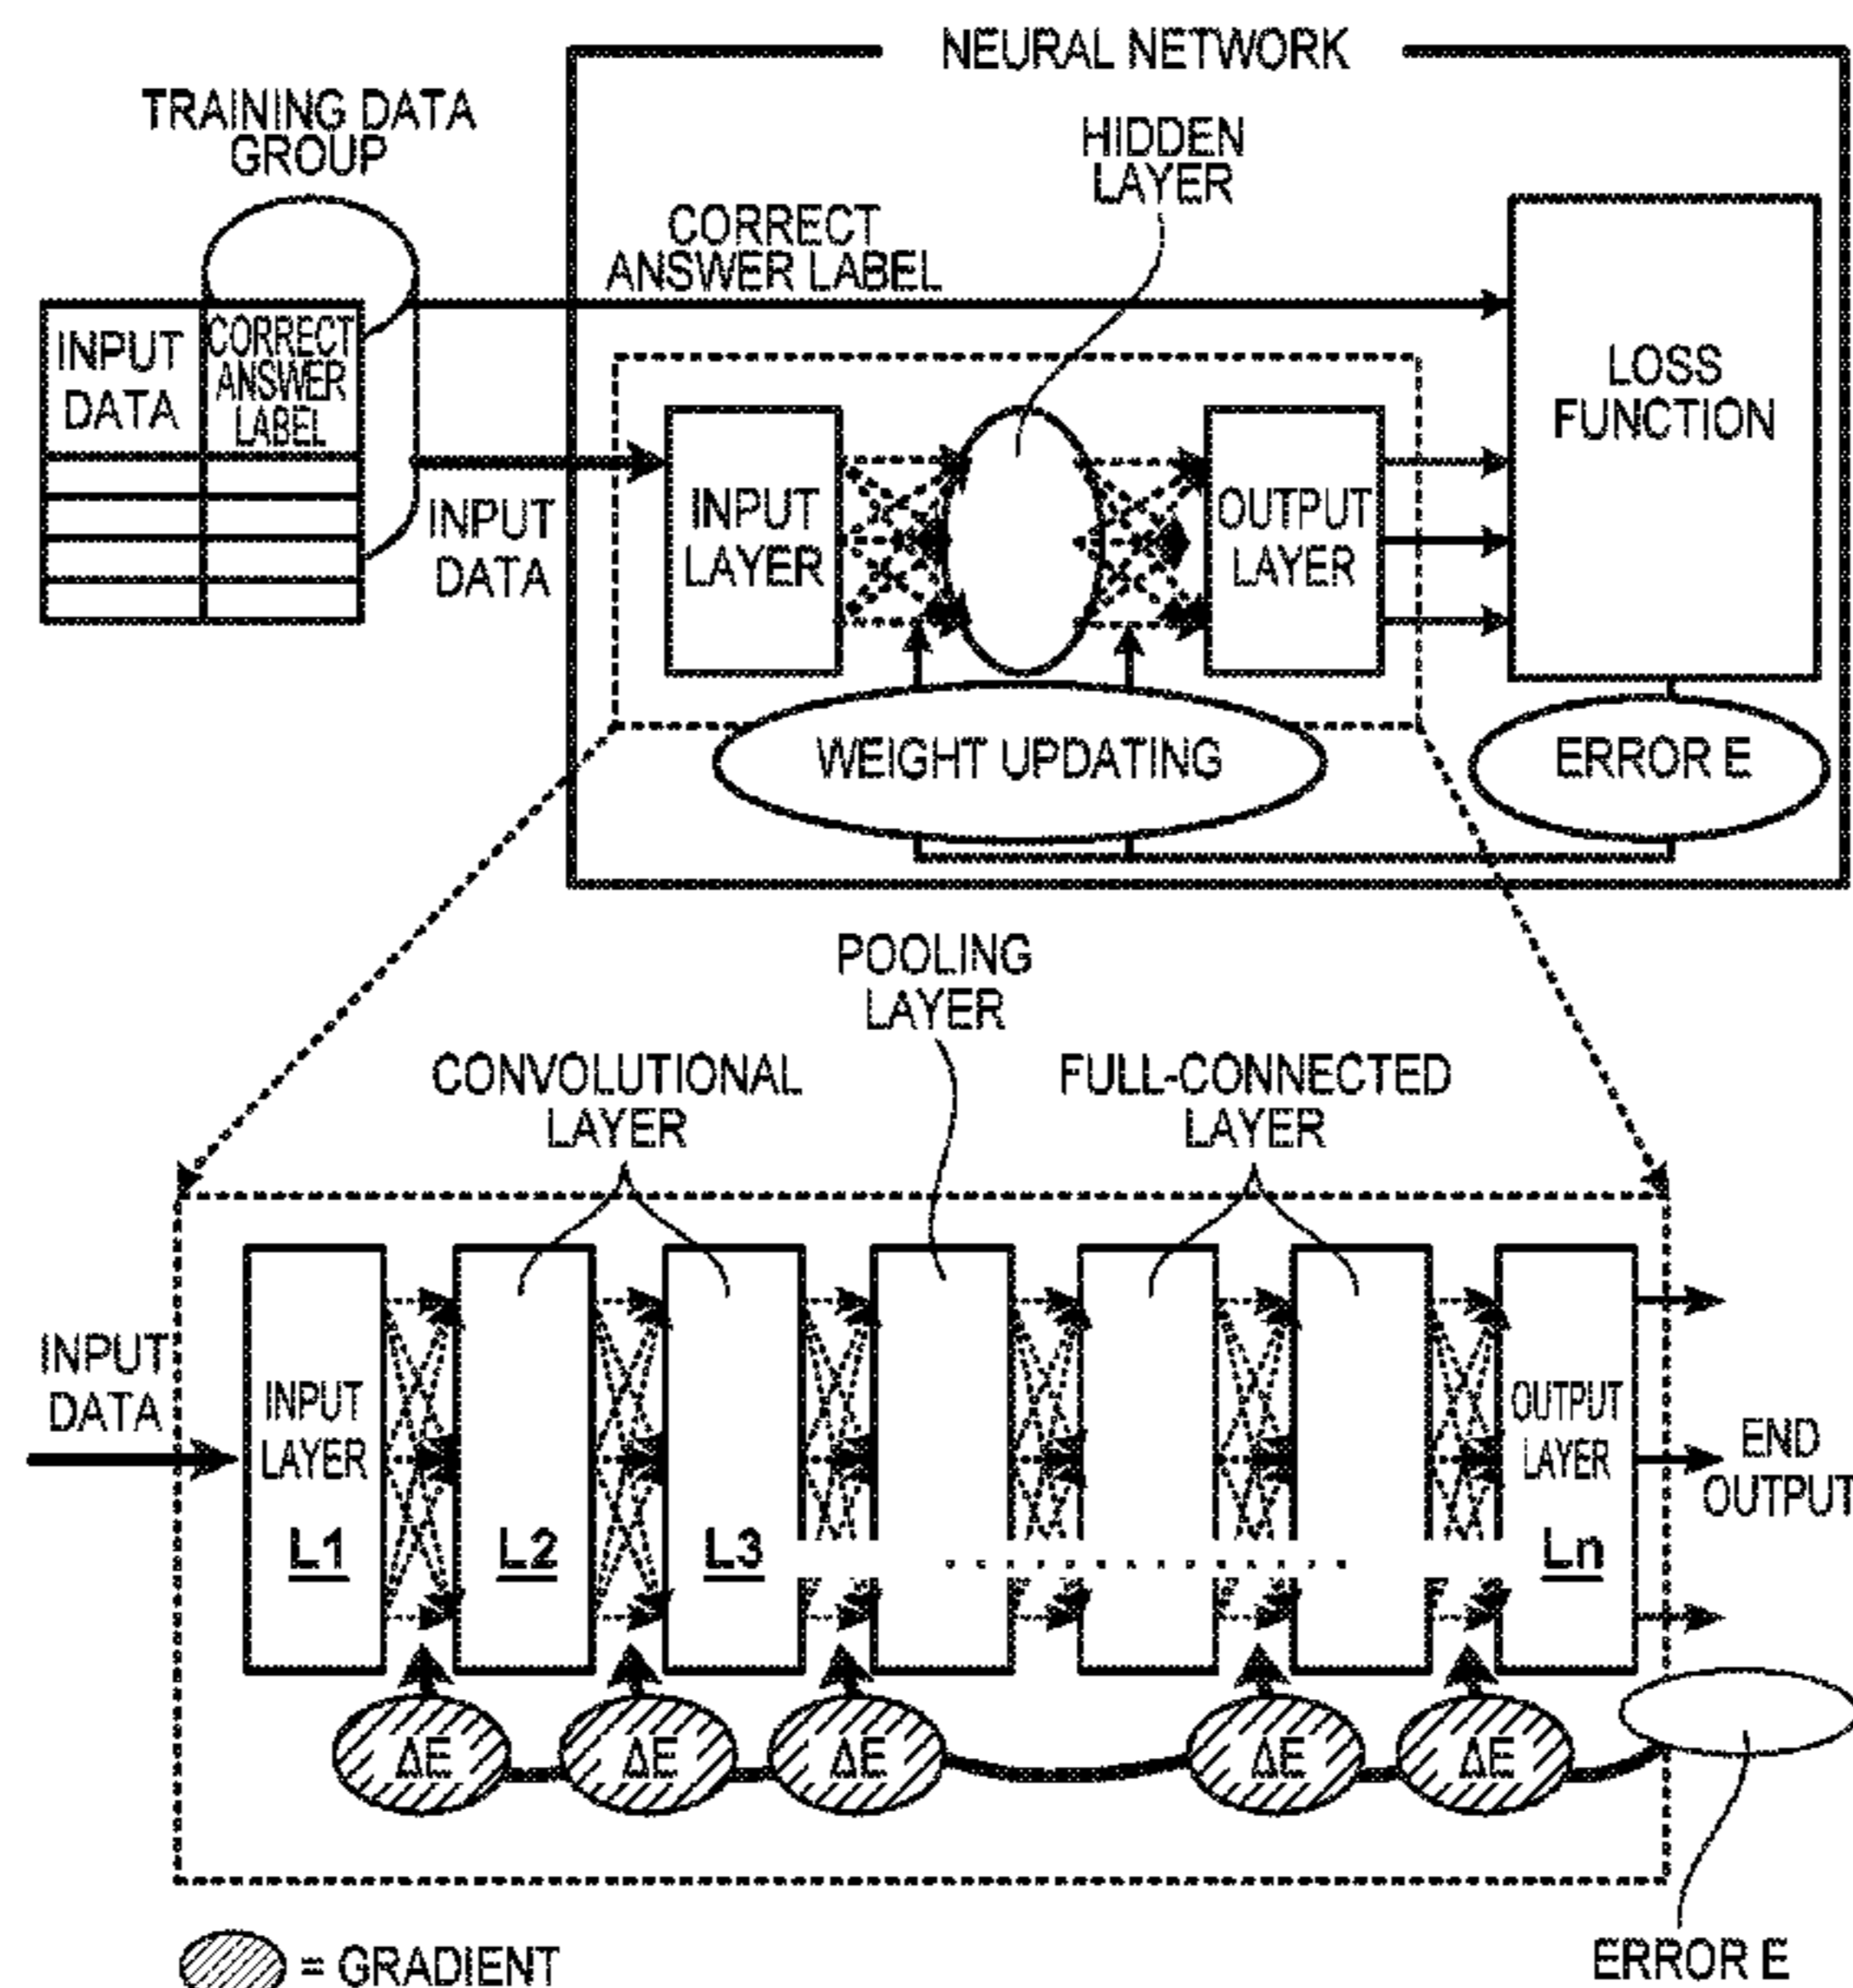 NEURAL NETWORK
TRAINING DATA
GROUP
HIDDEN
LAYER
CORRECT
ANSWER LABEL
INPUT
DATA
CORRECT
ANSWER
LABEL
LOSS
FUNCTION
INPUT
DATA
INPUT
LAYER
OUTPUT
LAYER
WEIGHT UPDATING
ERROR E
POOLING
LAYER
CONVOLUTIONAL
LAYER
FULL-CONNECTED
LAYER
INPUT
DATA
INPUT
LAYER
L1
L2
L3
OUTPUT
LAYER
Ln
END
OUTPUT
ΔE
ΔE
ΔE
ΔE
ΔE
= GRADIENT
ERROR E